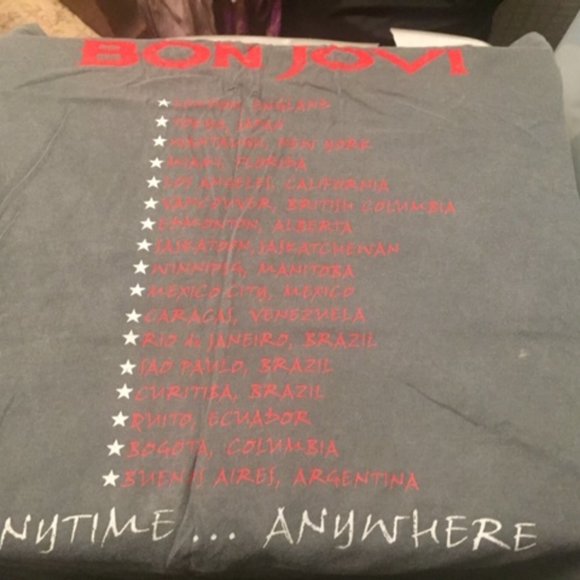 BON JOVI
LONDON, ENGLAND
TOKYO, JAPAN
MANHATTAN, NEW YORK
MIAMI, FLORIDA
LOS ANGELES, CALIFORNIA
VANCOUVER, BRITISH COLUMBIA
EDMONTON, ALBERTA
SASKATOON, SASKATCHEWAN
WINNIPEG, MANITOBA
MEXICO CITY, MEXICO
CARACAS, VENEZUELA
RIO de JANEIRO, BRAZIL
SAO PAULO, BRAZIL
CURITIBA, BRAZIL
QUITO, ECUADOR
BOGOTA, COLUMBIA
BUENOS AIRES, ARGENTINA
NYTIME ... ANYWHERE